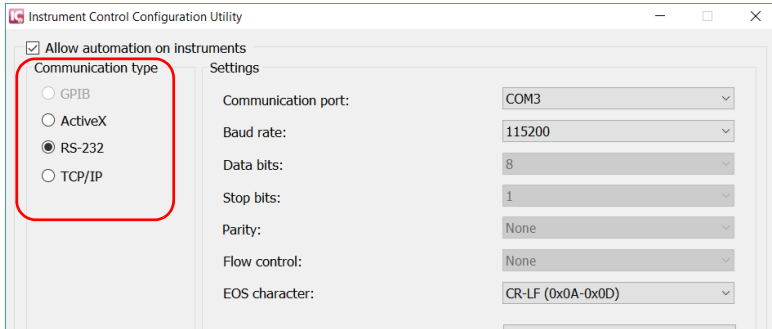 Instrument Control Configuration Utility
Allow automation on instruments
Communication type
GPIB
ActiveX
RS-232
TCP/IP
Settings
Communication port: COM3
Baud rate: 115200
Data bits: 8
Stop bits: 1
Parity: None
Flow control: None
EOS character: CR-LF (0x0A-0x0D)